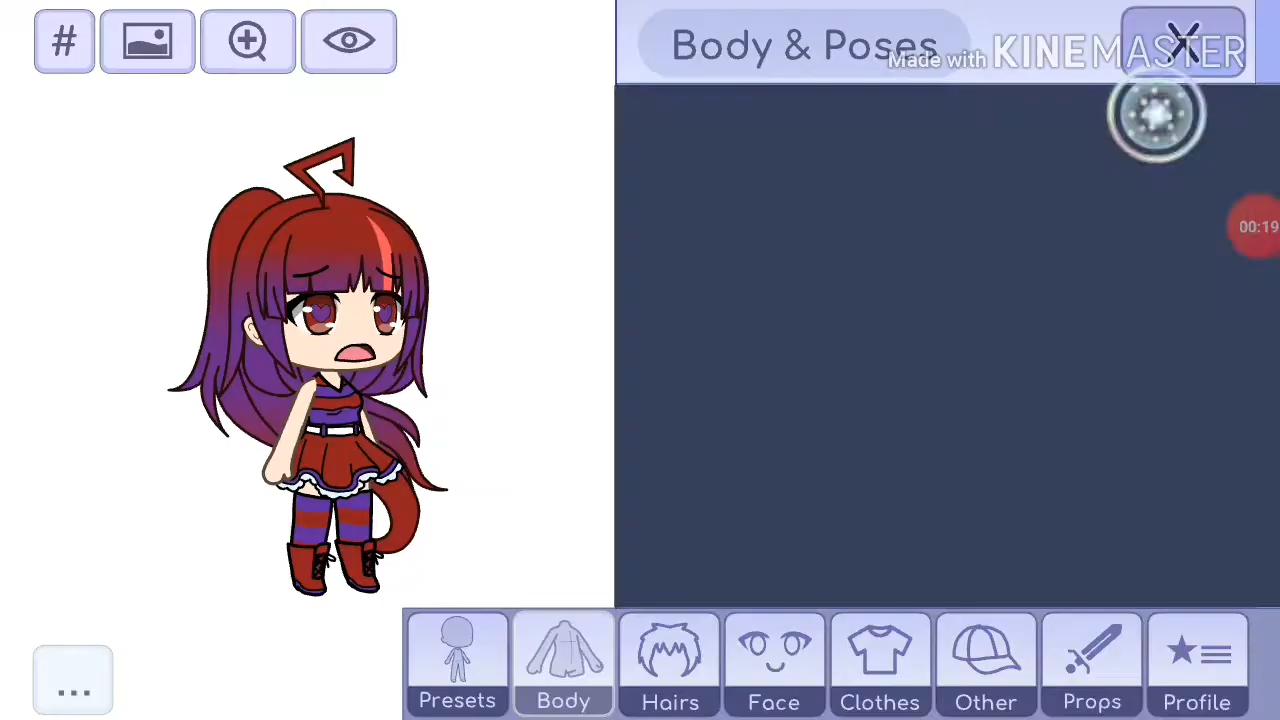 #
Body & Poses
X
Made with KINEMASTER
00:19
...
Presets
Body
Hairs
Face
Clothes
Other
Props
Profile